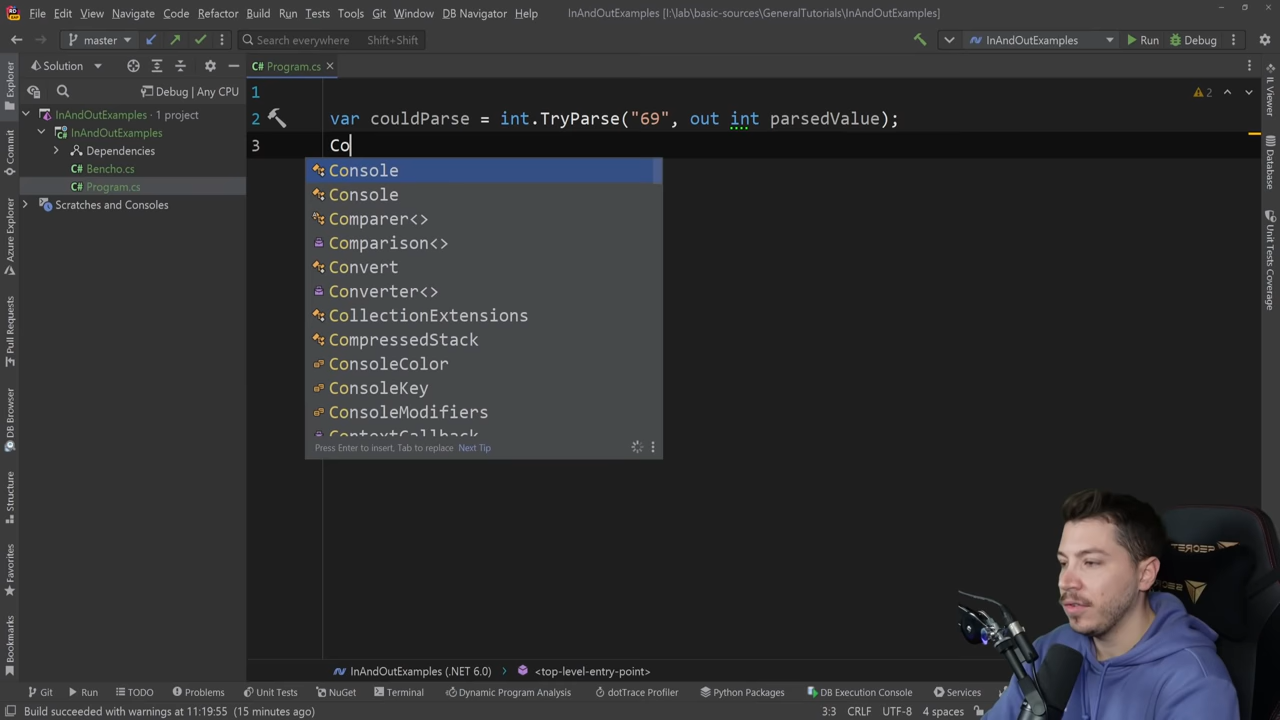 File Edit View Navigate Code Refactor Build Run Tests Tools Git Window DB Navigator Help InAndOutExamples [I:\lab\basic-sources\GeneralTutorials\InAndOutExamples]
master Search everywhere Shift+Shift InAndOutExamples Run Debug
Solution
C# Program.cs
Debug | Any CPU
2
InAndOutExamples · 1 project
InAndOutExamples
Dependencies
C# Bencho.cs
C# Program.cs
Scratches and Consoles
1
2 var couldParse = int.TryParse("69", out int parsedValue);
3 Co
Console
Console
Comparer<>
Comparison<>
Convert
Converter<>
CollectionExtensions
CompressedStack
ConsoleColor
ConsoleKey
ConsoleModifiers
ContextCallback
Press Enter to insert, Tab to replace Next Tip
Explorer
Commit
Azure Explorer
Pull Requests
DB Browser
Structure
Favorites
Bookmarks
IL Viewer
Database
Unit Tests Coverage
SECRET
InAndOutExamples (.NET 6.0) <top-level-entry-point>
Git Run TODO Problems Unit Tests NuGet Terminal Dynamic Program Analysis dotTrace Profiler Python Packages DB Execution Console Services
Build succeeded with warnings at 11:19:55 (15 minutes ago) 3:3 CRLF UTF-8 4 spaces